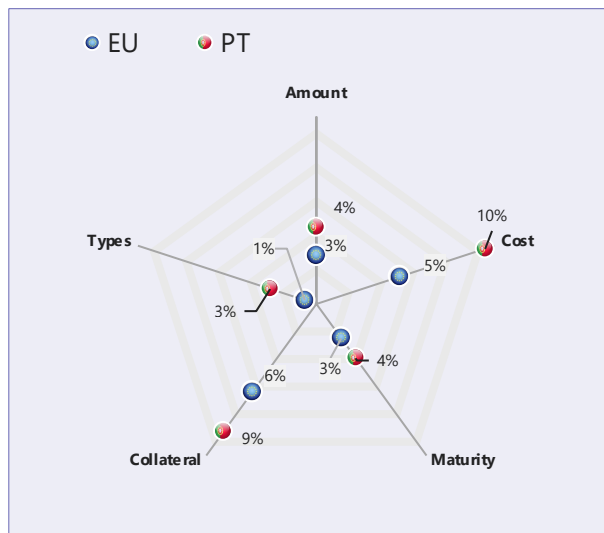 EU PT
Amount
4%
10%
3%
Types
1%
Cost
5%
3%
3%
4%
6%
9%
Collateral
Maturity